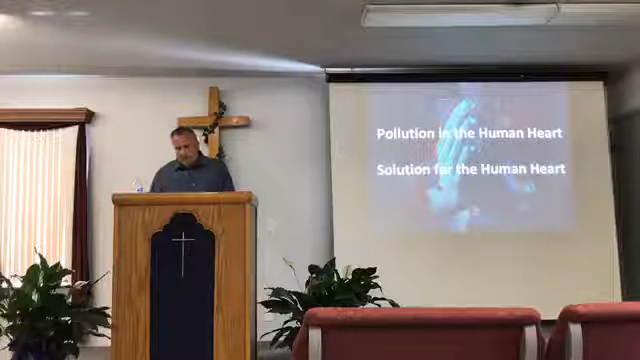 Pollution in the Human Heart
Solution for the Human Heart